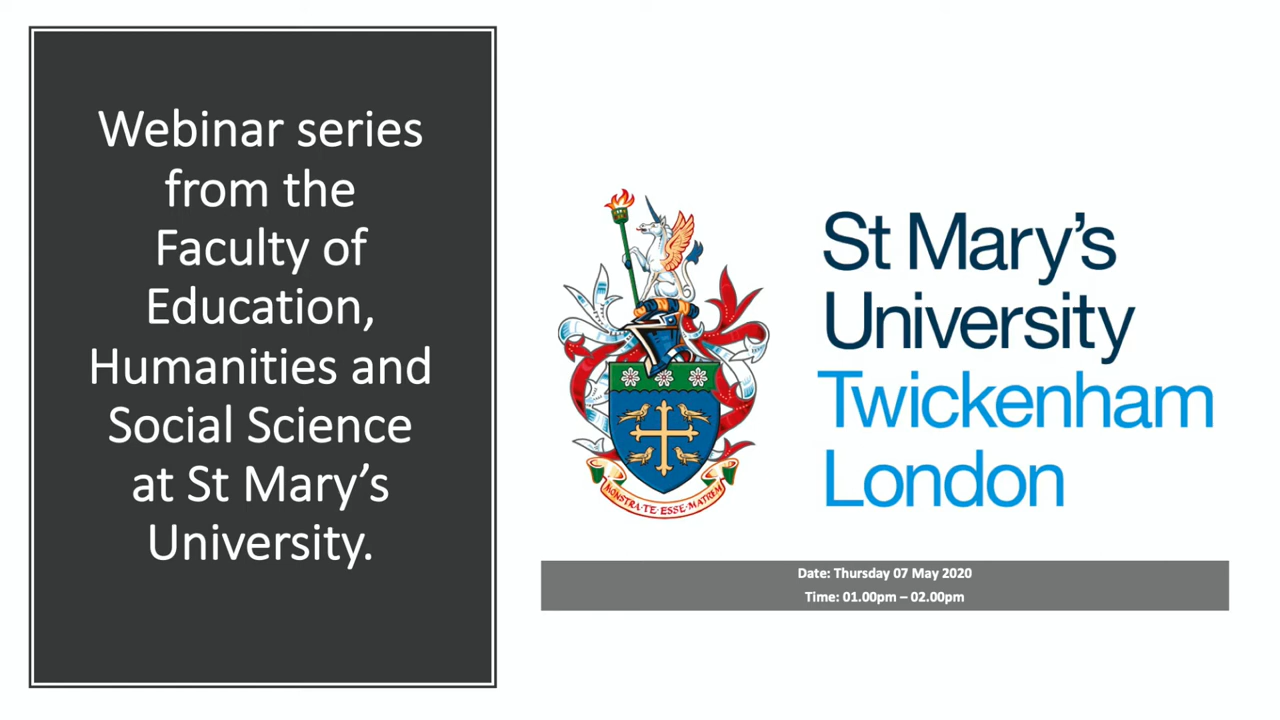 Webinar series
from the
Faculty of
Education,
Humanities and
Social Science
at St Mary's
University.
St Mary's
University
Twickenham
London
MONSTRA·TE·ESSE·MATREM
Date: Thursday 07 May 2020
Time: 01.00pm – 02.00pm